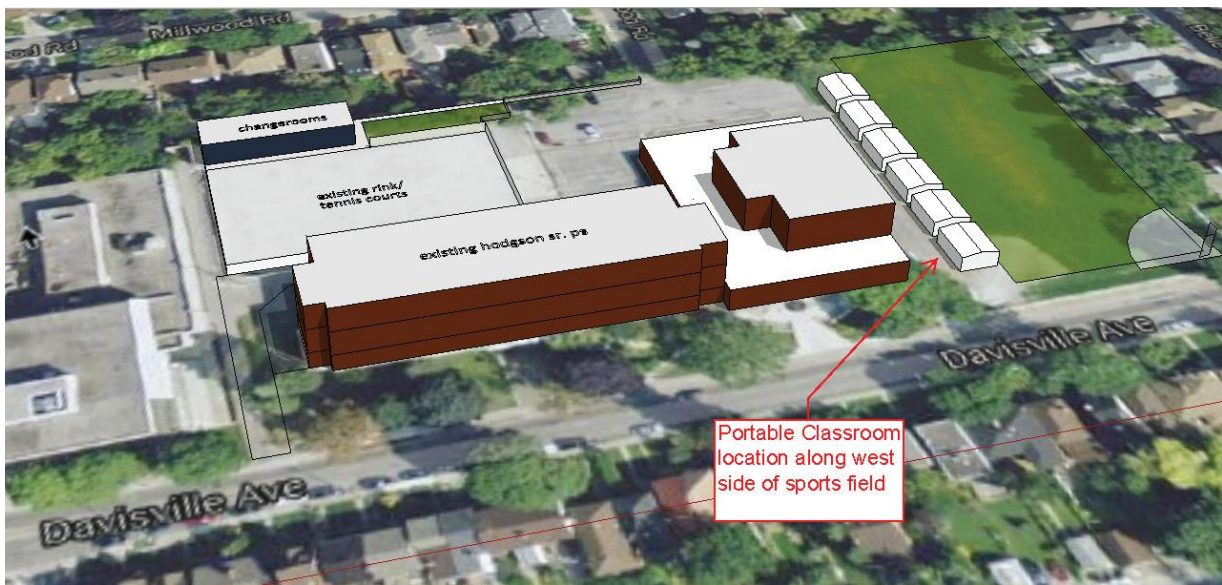 Millwood Rd
changerooms
existing rink/
tennis courts
existing hodgson sr. ps
Davisville Ave
Portable Classroom
location along west
side of sports field
Davisville Ave